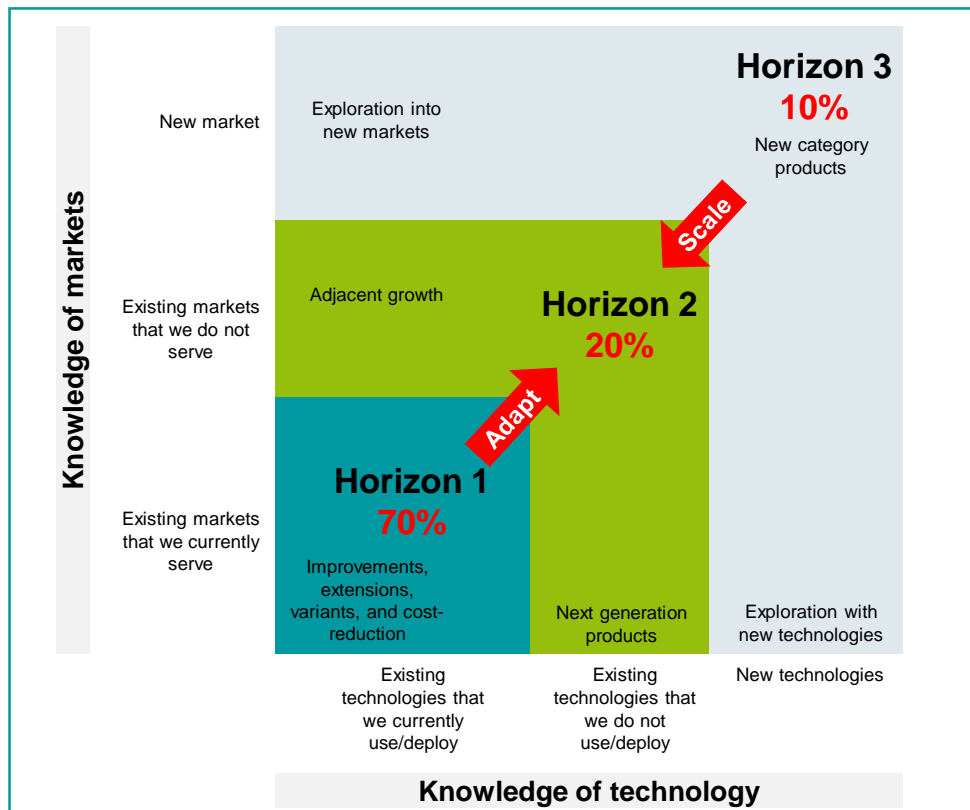 Horizon 3
10%
New category
products
New market
Exploration into
new markets
Scale
Knowledge of markets
Existing markets
that we do not
serve
Adjacent growth
Horizon 2
20%
Adapt
Existing markets
that we currently
serve
Horizon 1
70%
Improvements,
extensions,
variants, and cost-
reduction
Next generation
products
Exploration with
new technologies
Existing
technologies that
we currently
use/deploy
Existing
technologies that
we do not
use/deploy
New technologies
Knowledge of technology